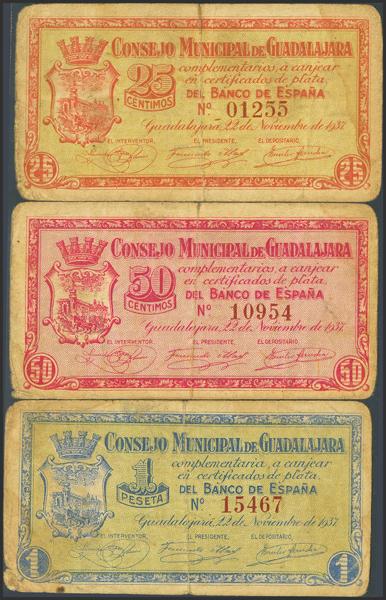 CONSEJO MUNICIPAL DE GUADALAJARA
25
CENTIMOS
complementarios, a canjear
en certificados de plata,
DEL BANCO DE ESPAÑA
Nº 01255
Guadalajara, 22 de Noviembre de 1937
EL INTERVENTOR, EL PRESIDENTE, EL DEPOSITARIO,
25 25
CONSEJO MUNICIPAL DE GUADALAJARA
50
CENTIMOS
complementarios, a canjear
en certificados de plata,
DEL BANCO DE ESPAÑA
Nº 10954
Guadalajara, 22 de Noviembre de 1937
EL INTERVENTOR, EL PRESIDENTE, EL DEPOSITARIO,
50 50
CONSEJO MUNICIPAL DE GUADALAJARA
1
PESETA
complementaria, a canjear
en certificados de plata,
DEL BANCO DE ESPAÑA
Nº 15467
Guadalajara, 22 de Noviembre de 1937
EL INTERVENTOR, EL PRESIDENTE, EL DEPOSITARIO,
1 1